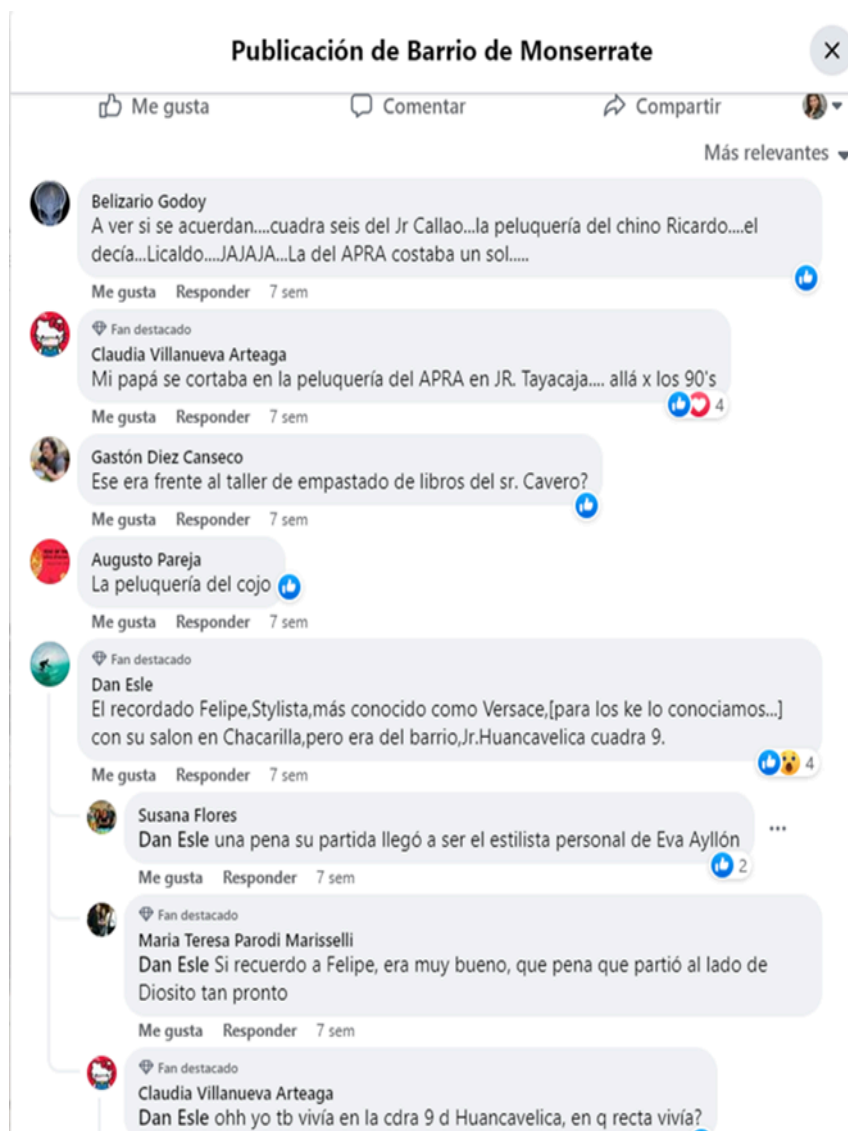 Publicación de Barrio de Monserrate
Me gusta Comentar Compartir
Más relevantes
Belizario Godoy
A ver si se acuerdan....cuadra seis del Jr Callao...la peluquería del chino Ricardo....el
decía...Licaldo....JAJAJA...La del APRA costaba un sol.....
Me gusta Responder 7 sem
Fan destacado
Claudia Villanueva Arteaga
Mi papá se cortaba en la peluquería del APRA en JR. Tayacaja.... allá x los 90's
4
Me gusta Responder 7 sem
Gastón Diez Canseco
Ese era frente al taller de empastado de libros del sr. Cavero?
Me gusta Responder 7 sem
Augusto Pareja
La peluquería del cojo
Me gusta Responder 7 sem
Fan destacado
Dan Esle
El recordado Felipe,Stylista,más conocido como Versace,[para los ke lo conociamos...]
con su salon en Chacarilla,pero era del barrio,Jr.Huancavelica cuadra 9.
4
Me gusta Responder 7 sem
Susana Flores
Dan Esle una pena su partida llegó a ser el estilista personal de Eva Ayllón
2
Me gusta Responder 7 sem
Fan destacado
Maria Teresa Parodi Marisselli
Dan Esle Si recuerdo a Felipe, era muy bueno, que pena que partió al lado de
Diosito tan pronto
Me gusta Responder 7 sem
Fan destacado
Claudia Villanueva Arteaga
Dan Esle ohh yo tb vivía en la cdra 9 d Huancavelica, en q recta vivía?